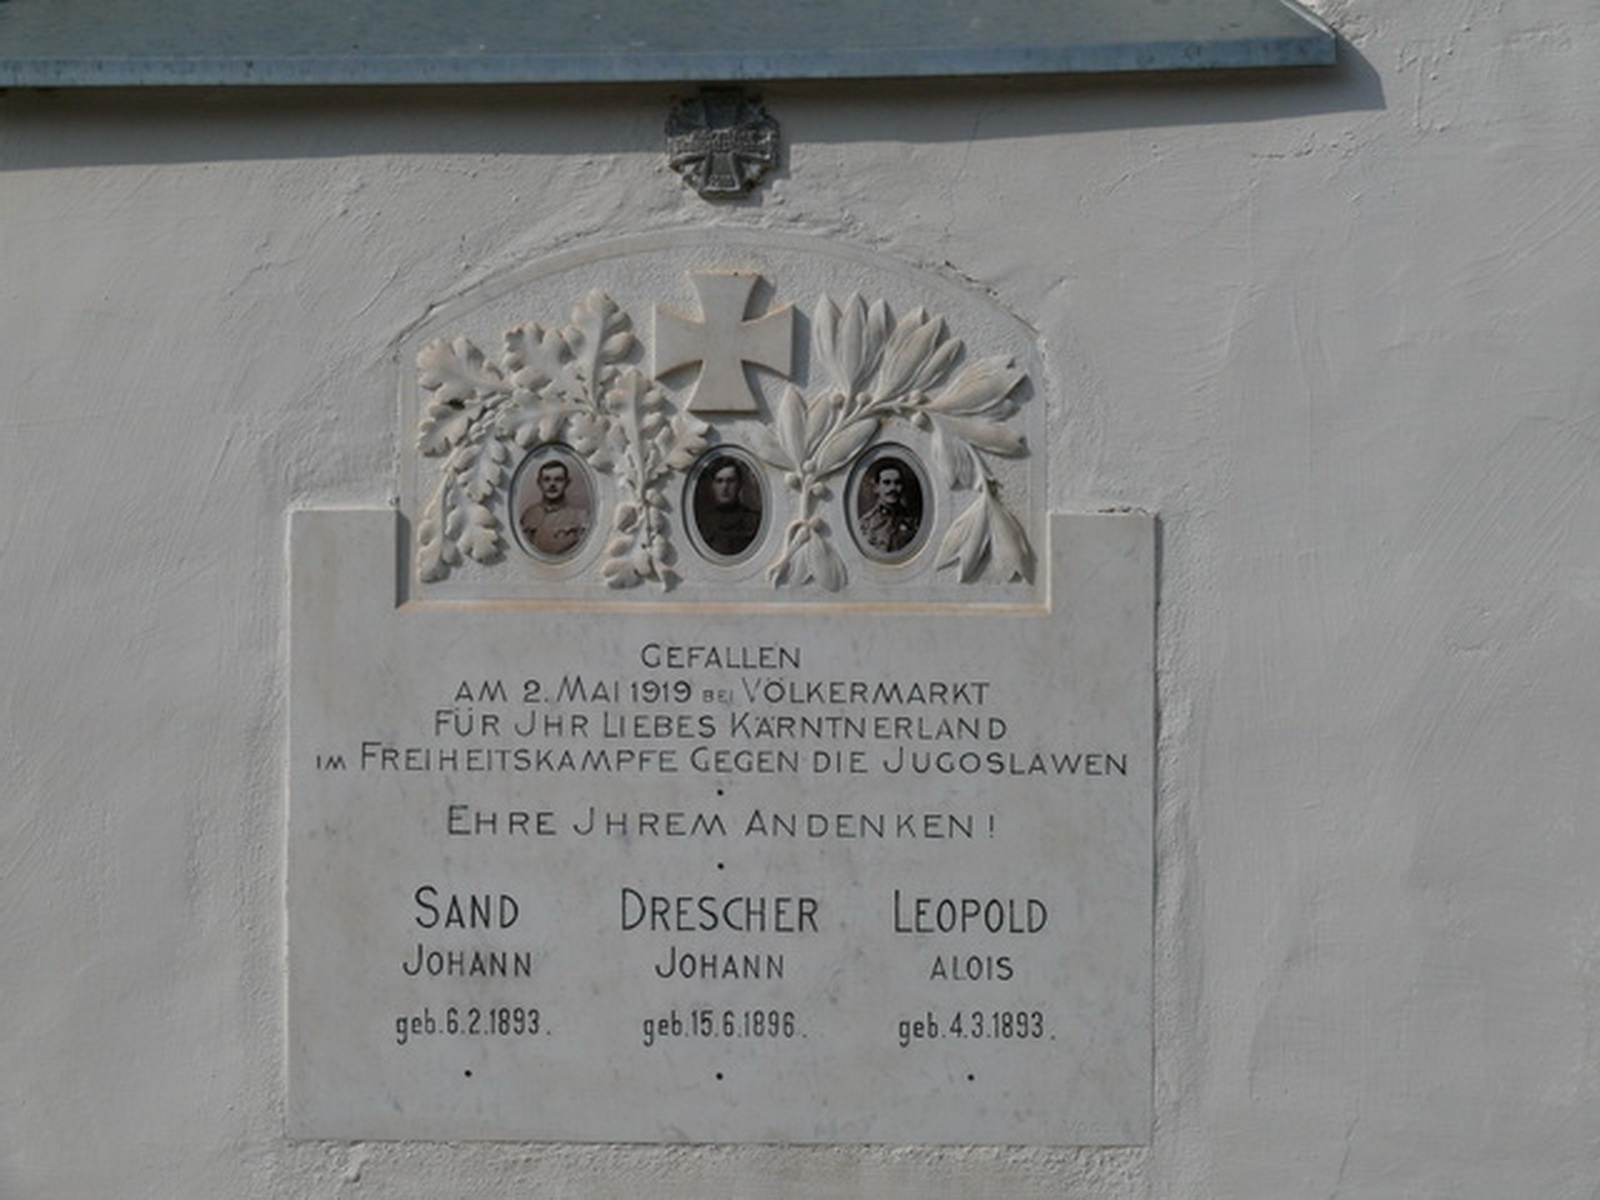 GEFALLEN
AM 2. MAI 1919 BEI VÖLKERMARKT
FÜR JHR LIEBES KÄRNTNERLAND
IM FREIHEITSKAMPFE GEGEN DIE JUGOSLAWEN
EHRE JHREM ANDENKEN!
SAND DRESCHER LEOPOLD
JOHANN JOHANN ALOIS
geb.6.2.1893. geb.15.6.1896. geb.4.3.1893.